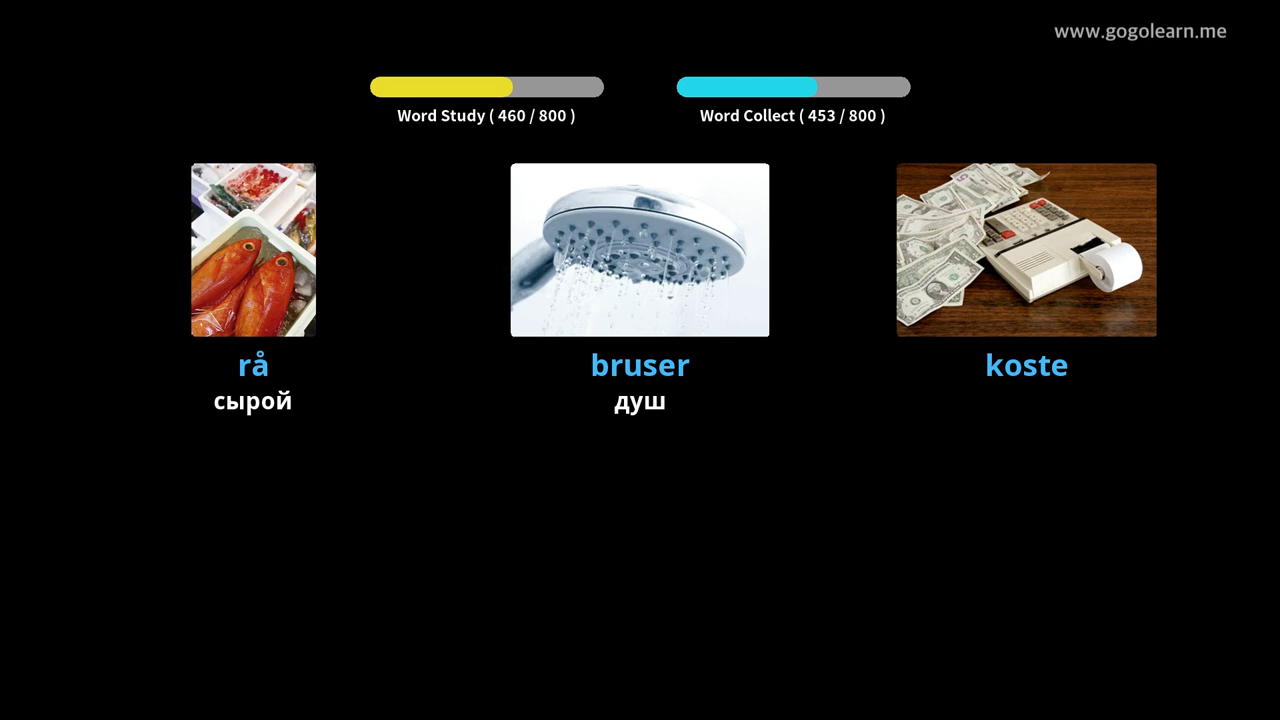 www.gogolearn.me
Word Study ( 460 / 800 )
Word Collect ( 453 / 800 )
rå
сырой
bruser
душ
koste